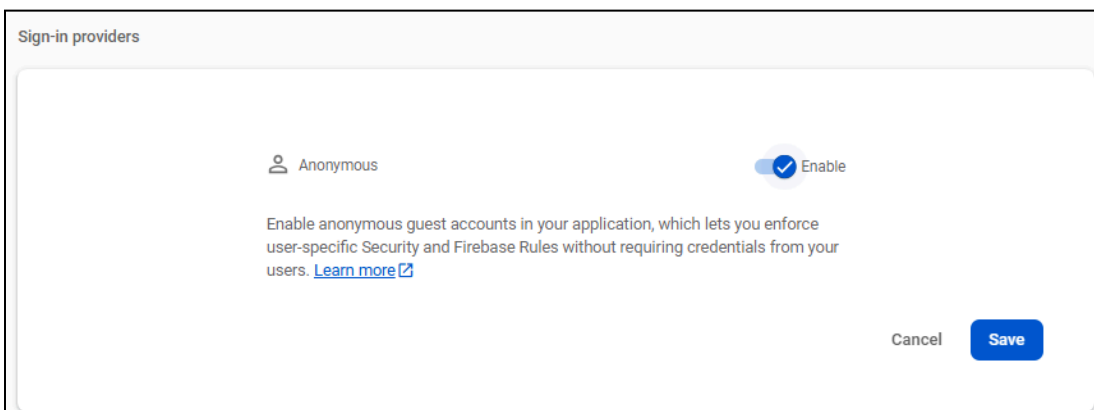 Sign-in providers
Anonymous
Enable
Enable anonymous guest accounts in your application, which lets you enforce
user-specific Security and Firebase Rules without requiring credentials from your
users. Learn more
Cancel
Save